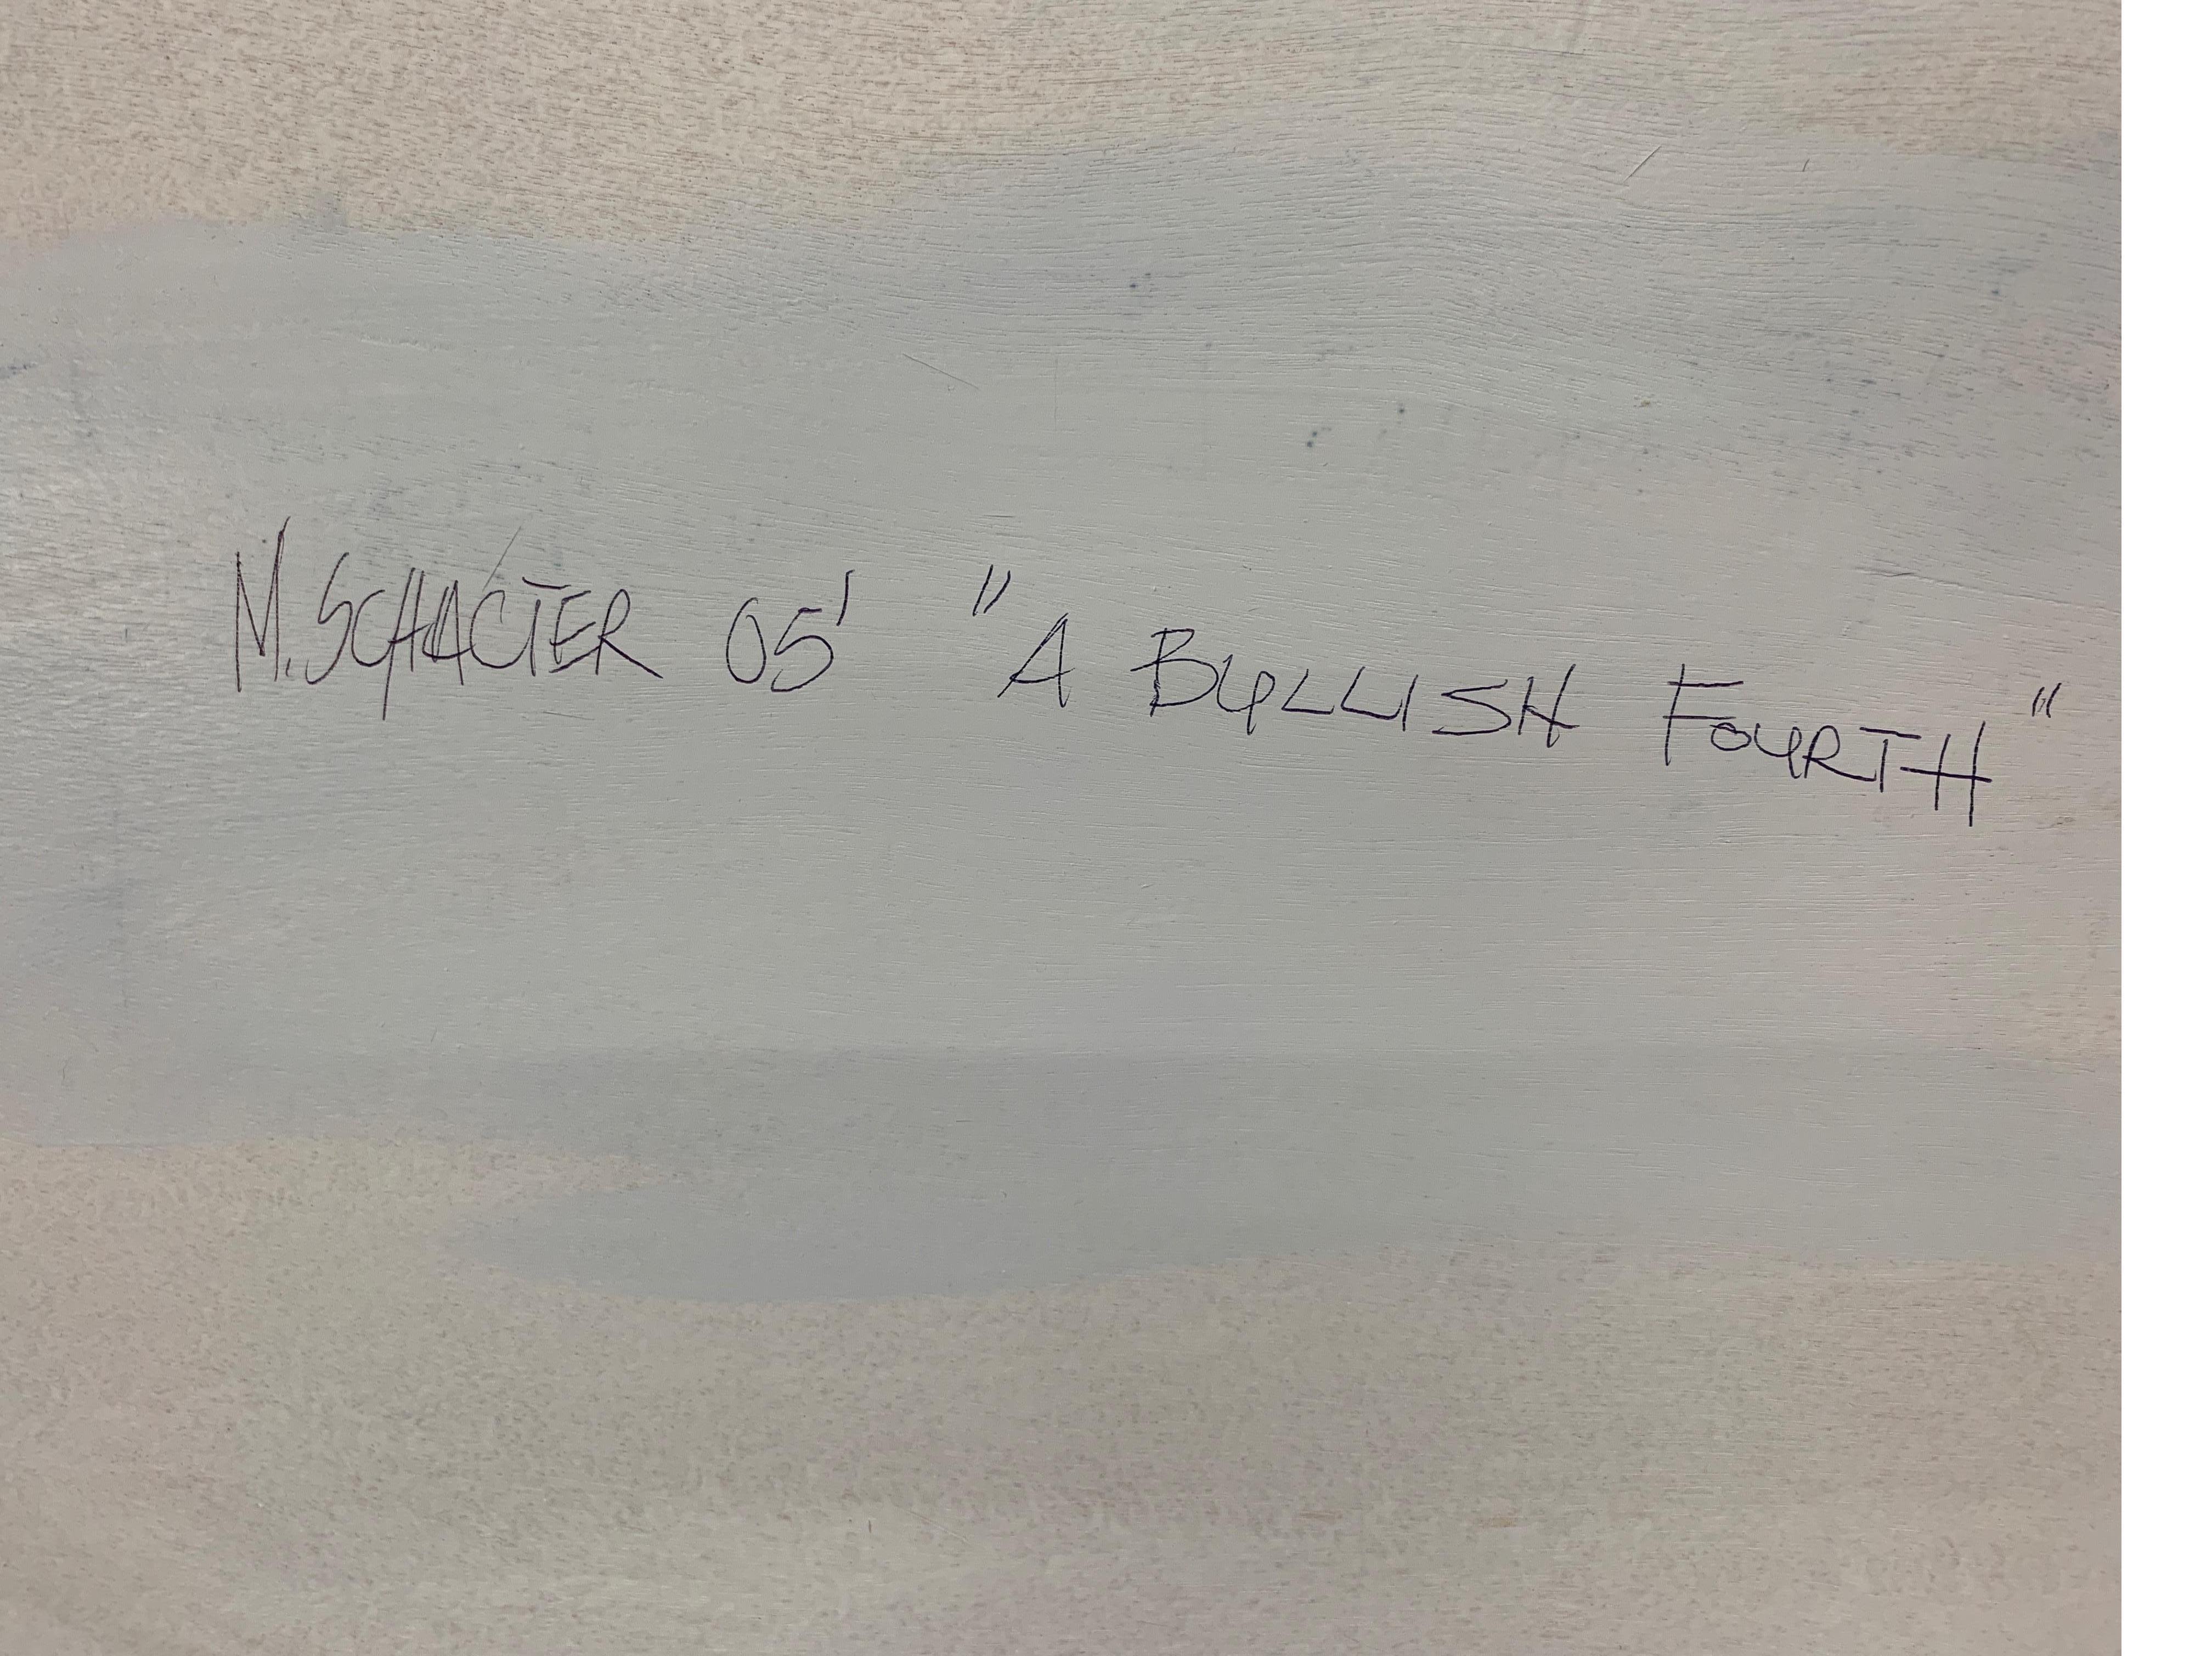 M. SCHACTER 05' "A BULLISH FOURTH"